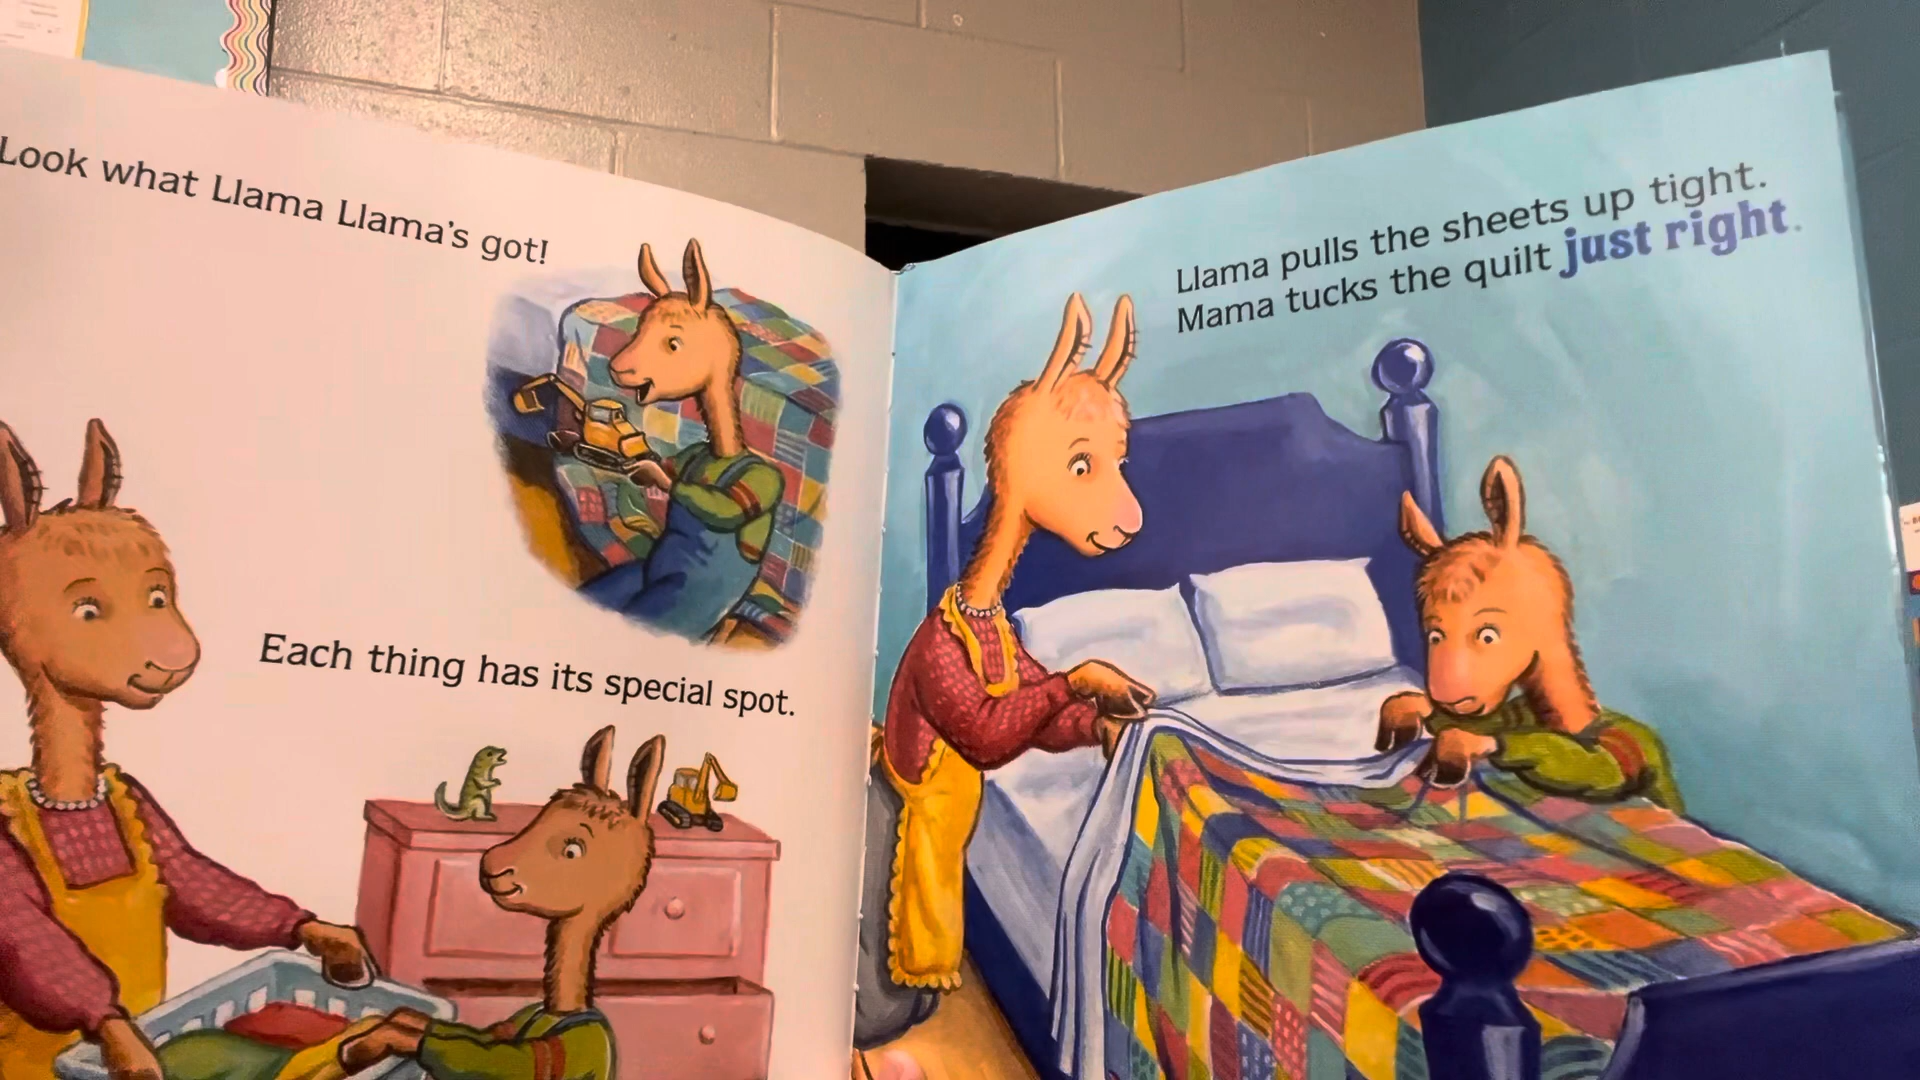 Look what Llama Llama's got!
Each thing has its special spot.
Llama pulls the sheets up tight.
Mama tucks the quilt just right.